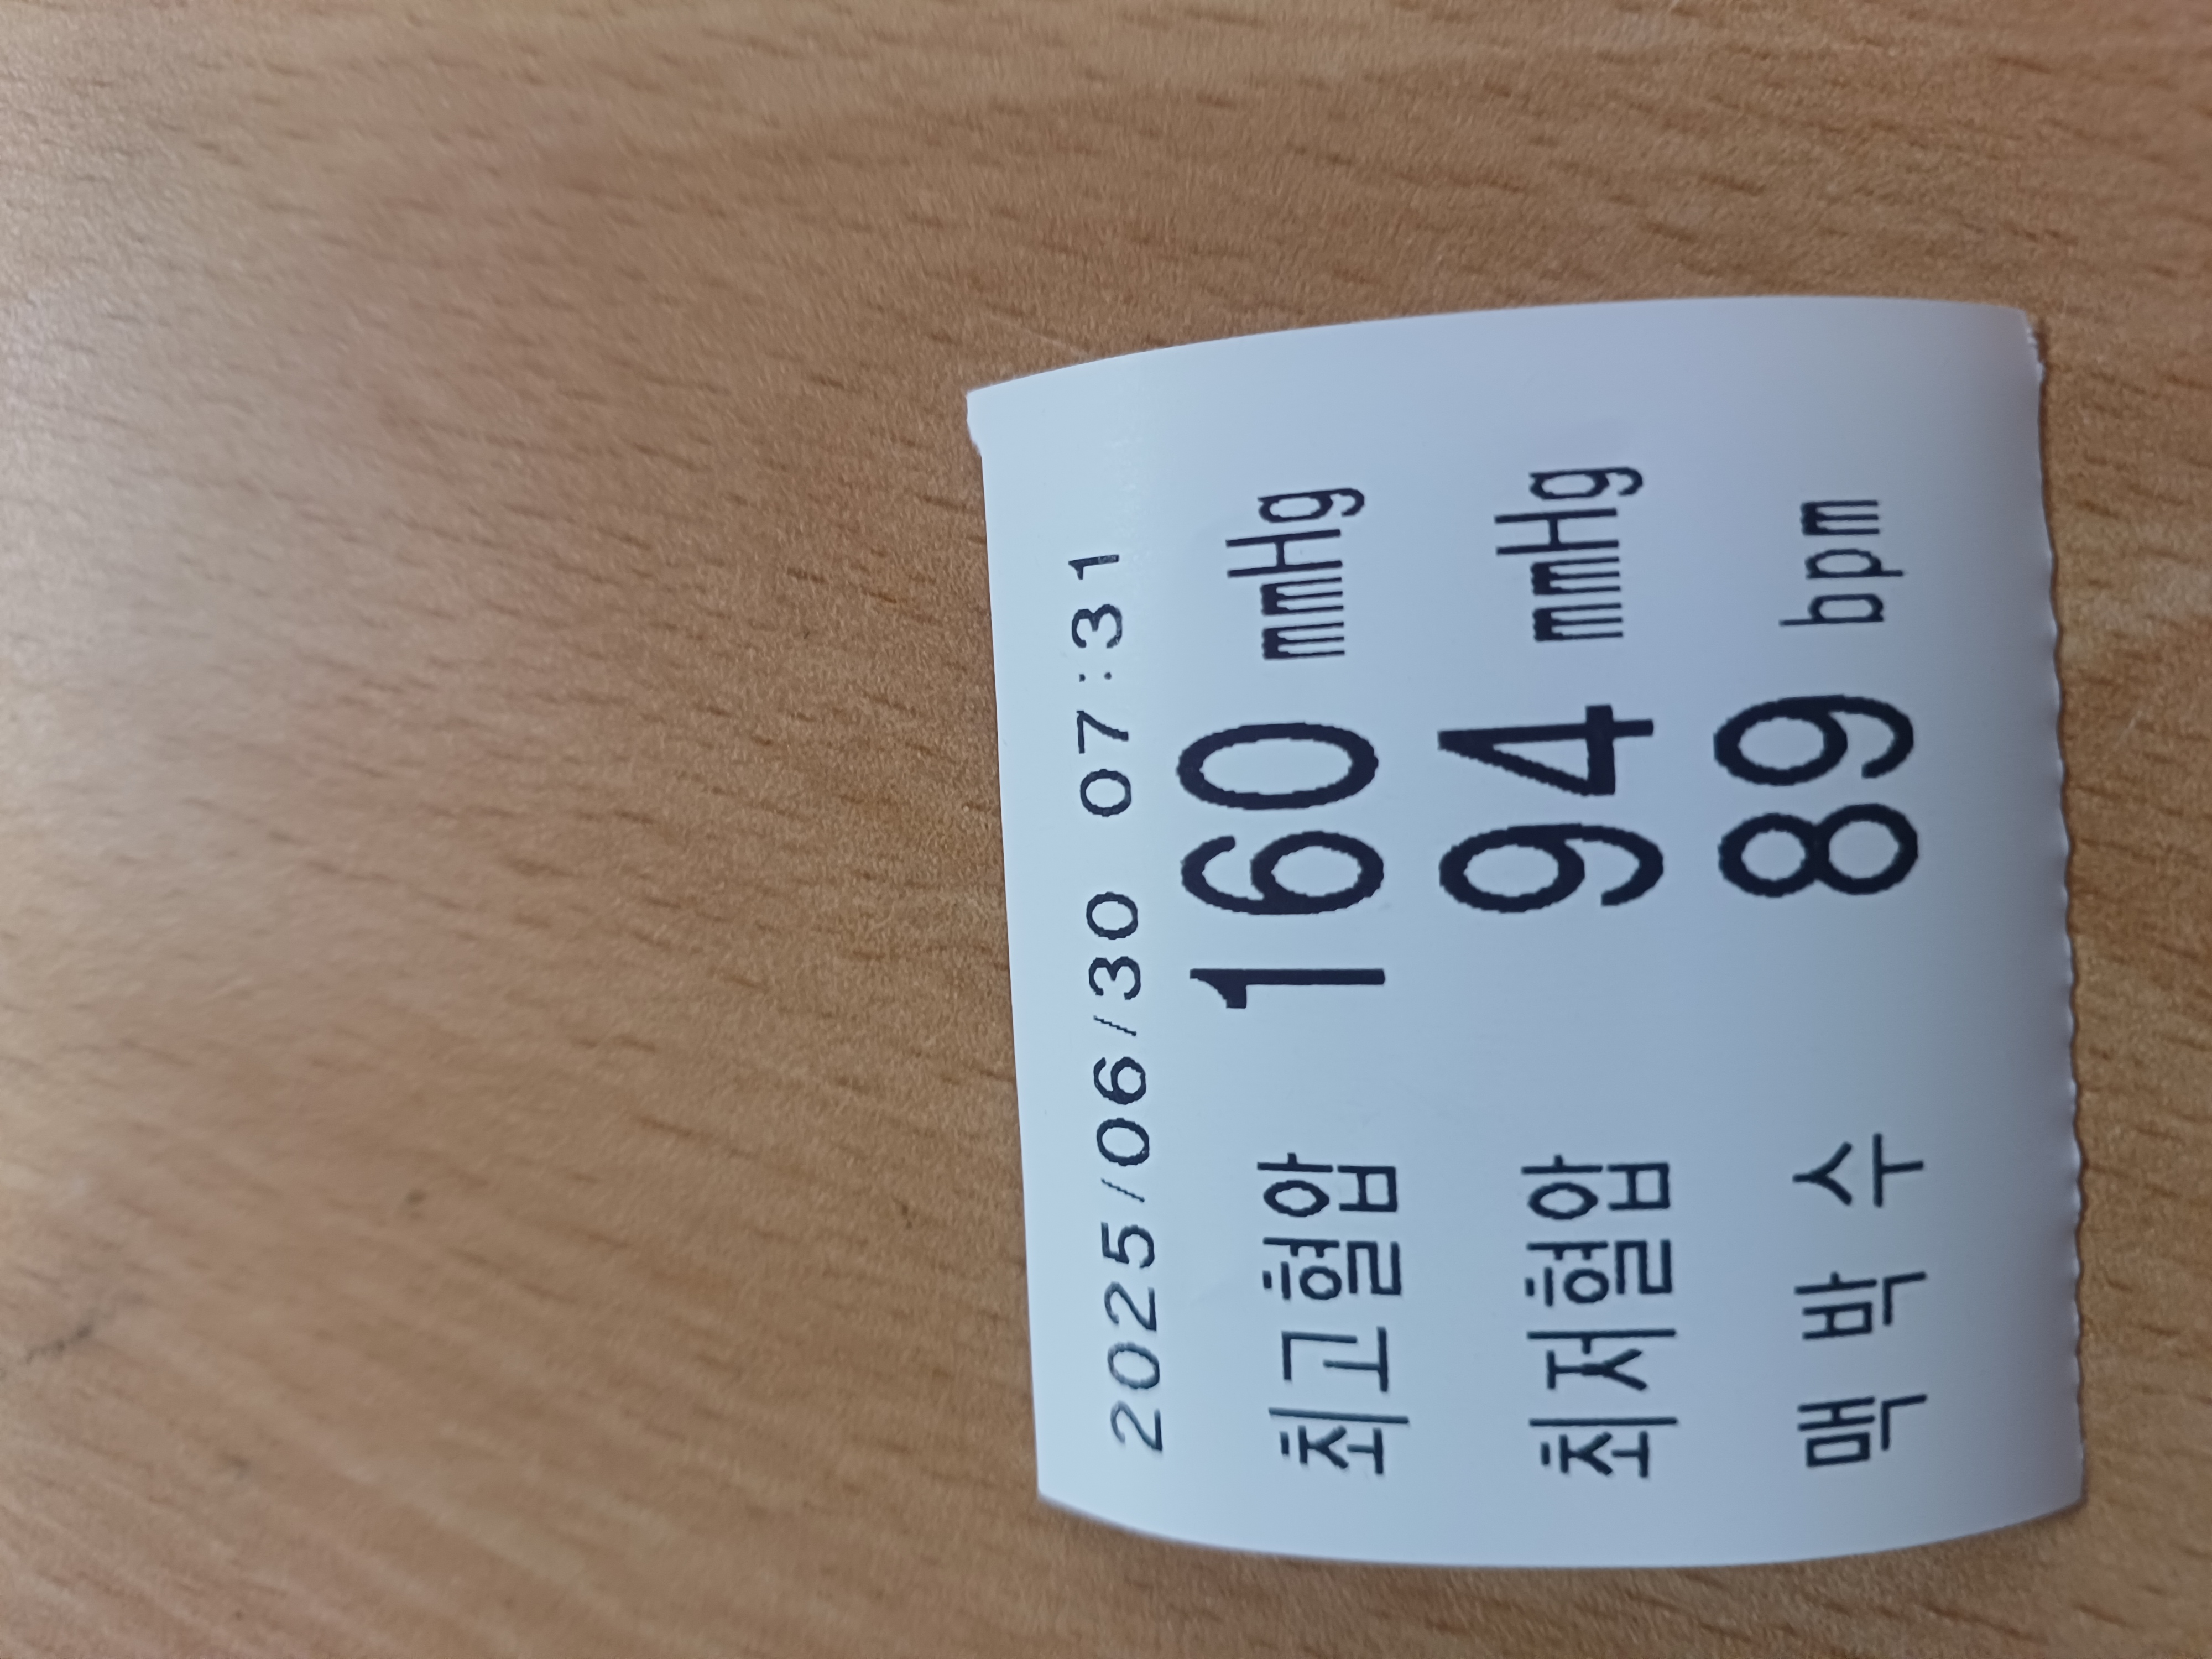 2025/06/30 07:31
최고혈압 160 mmHg
최저혈압 94 mmHg
맥 박 수 89 bpm